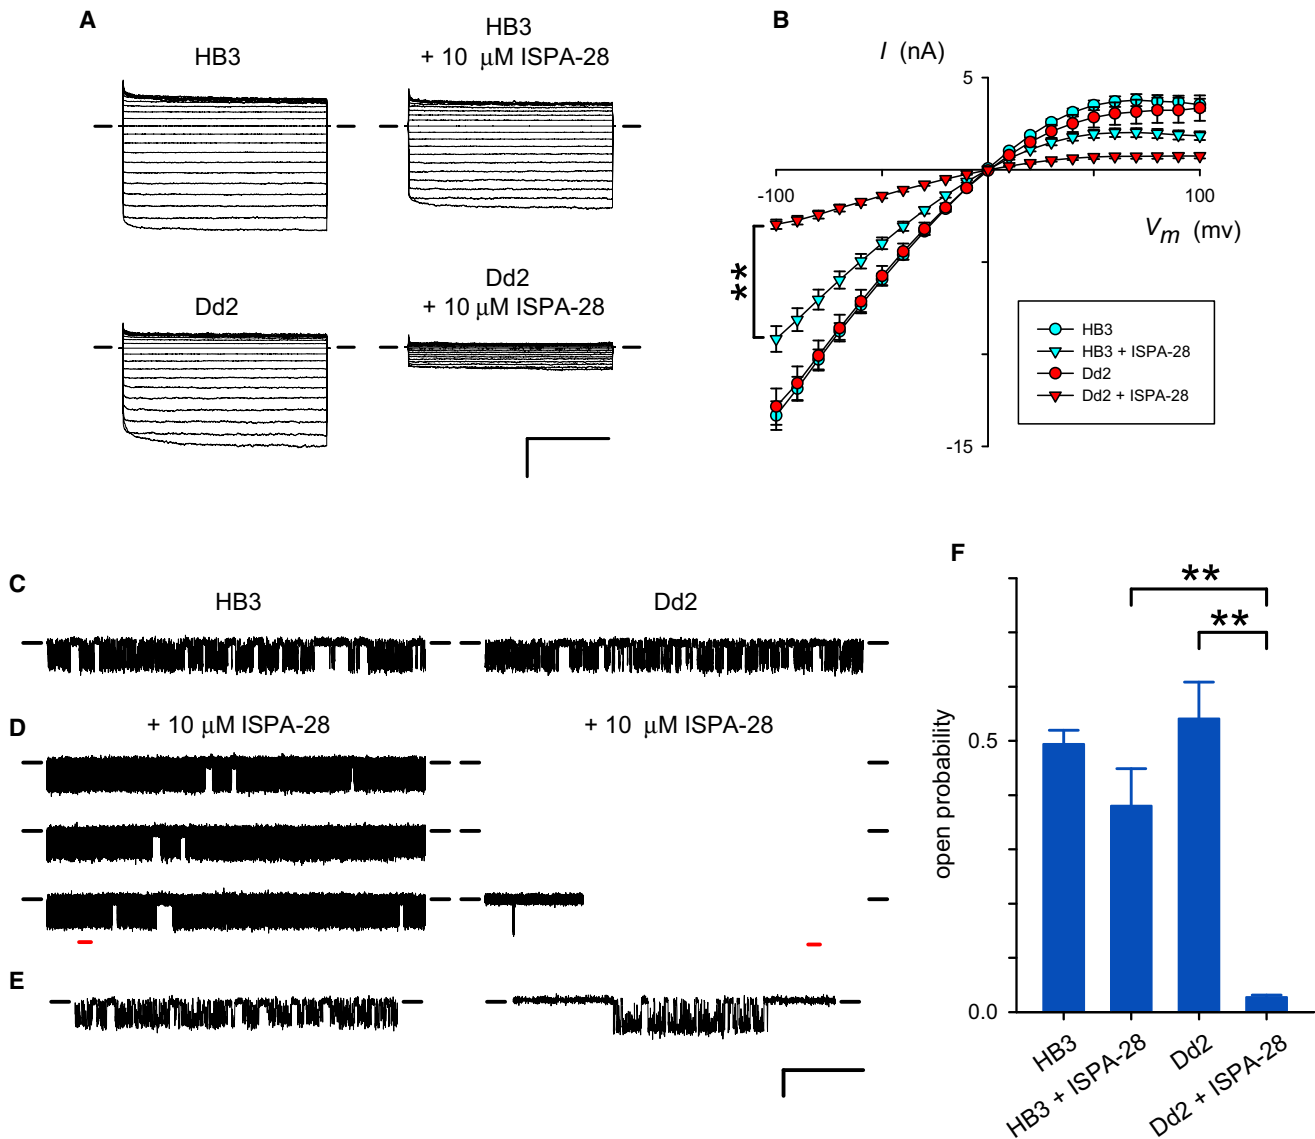 A
HB3
HB3
+ 10 μM ISPA-28
Dd2
Dd2
+ 10 μM ISPA-28
B
I (nA)
5
-100
100
Vm (mv)
-15
**
HB3
HB3 + ISPA-28
Dd2
Dd2 + ISPA-28
C
HB3
Dd2
D
+ 10 μM ISPA-28
+ 10 μM ISPA-28
E
F
**
**
open probability
0.5
0.0
HB3
HB3 + ISPA-28
Dd2
Dd2 + ISPA-28